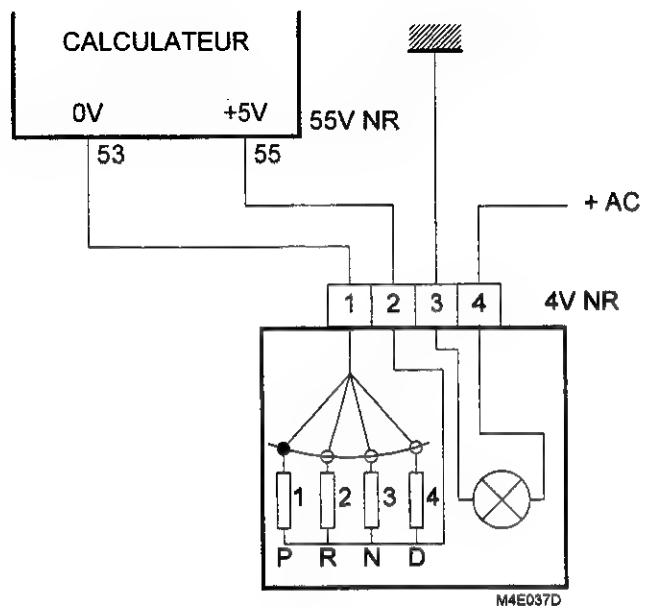 CALCULATEUR
0V +5V
55V NR
53 55
+ AC
1 2 3 4
4V NR
1 2 3 4
P R N D
M4E037D